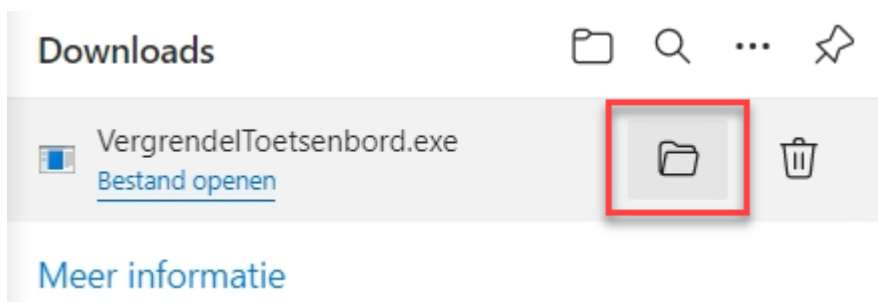 Downloads
VergrendelToetsenbord.exe
Bestand openen
Meer informatie